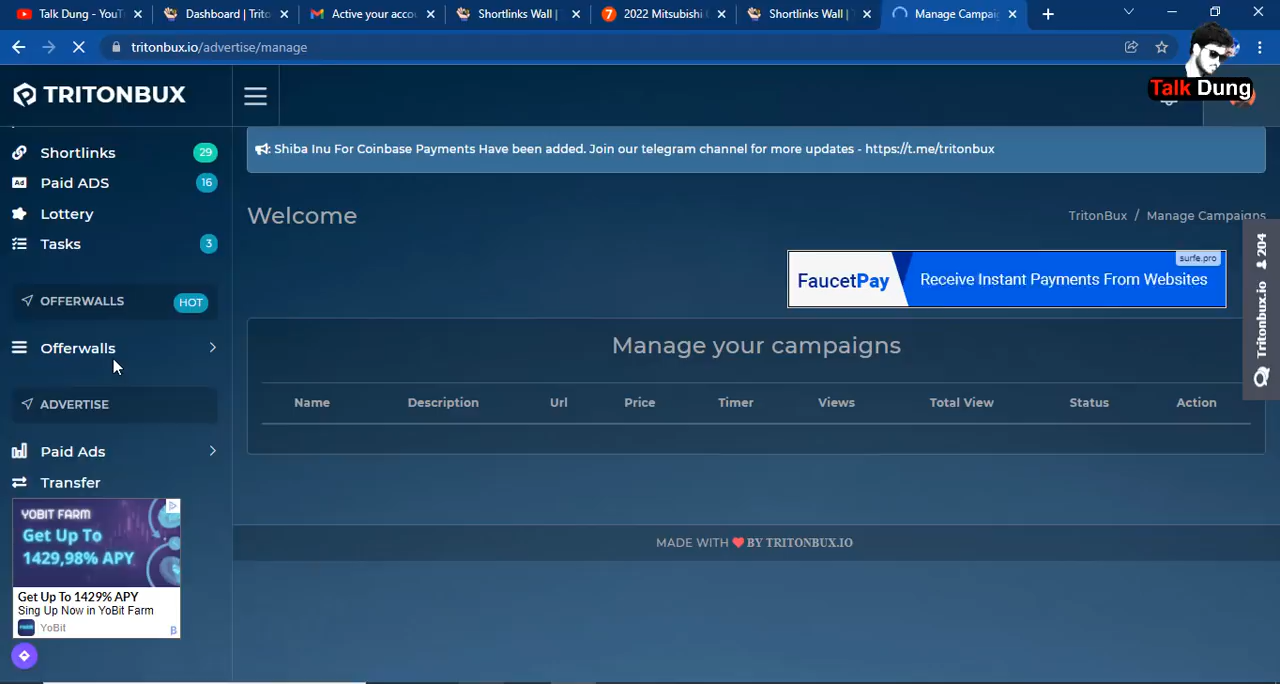 Talk Dung - YouT
Dashboard | Trito
Active your accou
Shortlinks Wall |
2022 Mitsubishi
Shortlinks Wall |
Manage Campaig
tritonbux.io/advertise/manage
Talk Dung
TRITONBUX
Shortlinks 29
Paid ADS 16
Lottery
Tasks 3
OFFERWALLS HOT
Offerwalls
ADVERTISE
Paid Ads
Transfer
YOBIT FARM
Get Up To
1429,98% APY
Get Up To 1429% APY
Sing Up Now in YoBit Farm
YoBit
Shiba Inu For Coinbase Payments Have been added. Join our telegram channel for more updates - https://t.me/tritonbux
Welcome
TritonBux / Manage Campaigns
surfe.pro
FaucetPay Receive Instant Payments From Websites
Manage your campaigns
Name Description Url Price Timer Views Total View Status Action
MADE WITH ❤ BY TRITONBUX.IO
Tritonbux.io 204